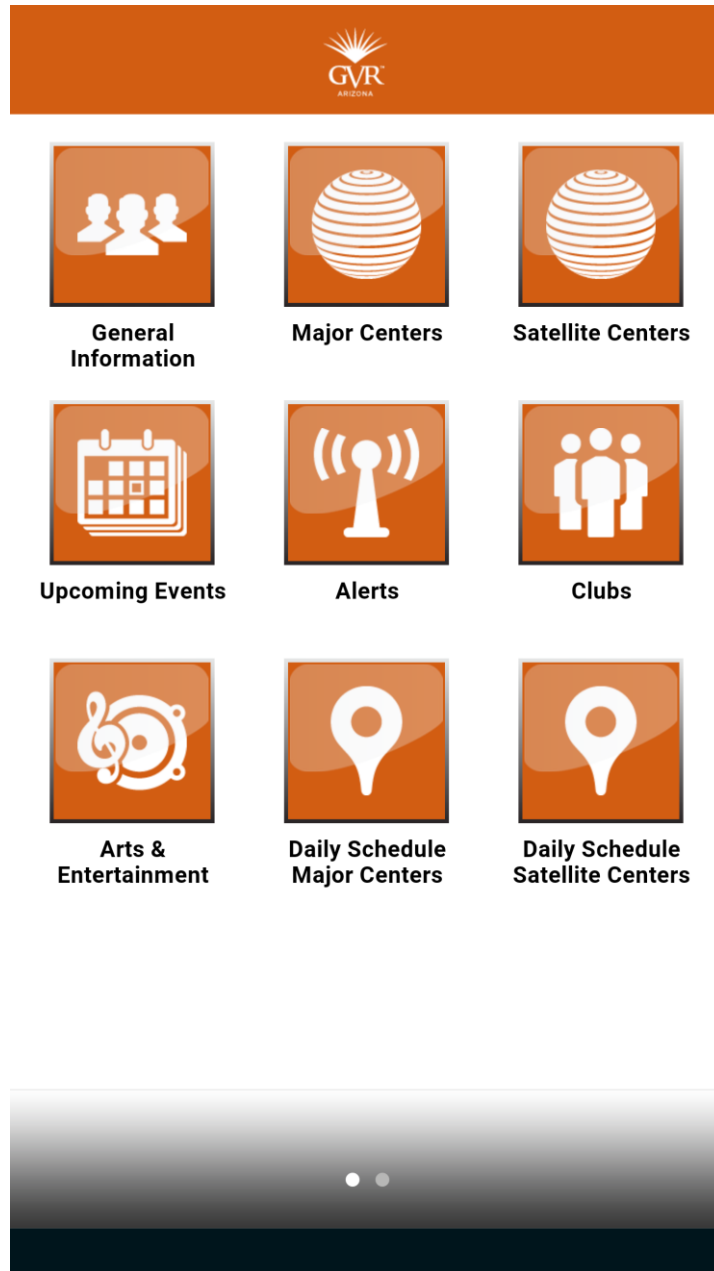 GVR™
ARIZONA
General
Information
Major Centers
Satellite Centers
Upcoming Events
Alerts
Clubs
Arts &
Entertainment
Daily Schedule
Major Centers
Daily Schedule
Satellite Centers